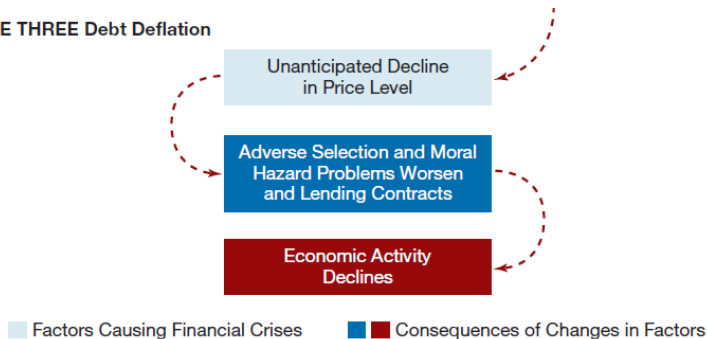 E THREE Debt Deflation
Unanticipated Decline
in Price Level
Adverse Selection and Moral
Hazard Problems Worsen
and Lending Contracts
Economic Activity
Declines
Factors Causing Financial Crises
Consequences of Changes in Factors